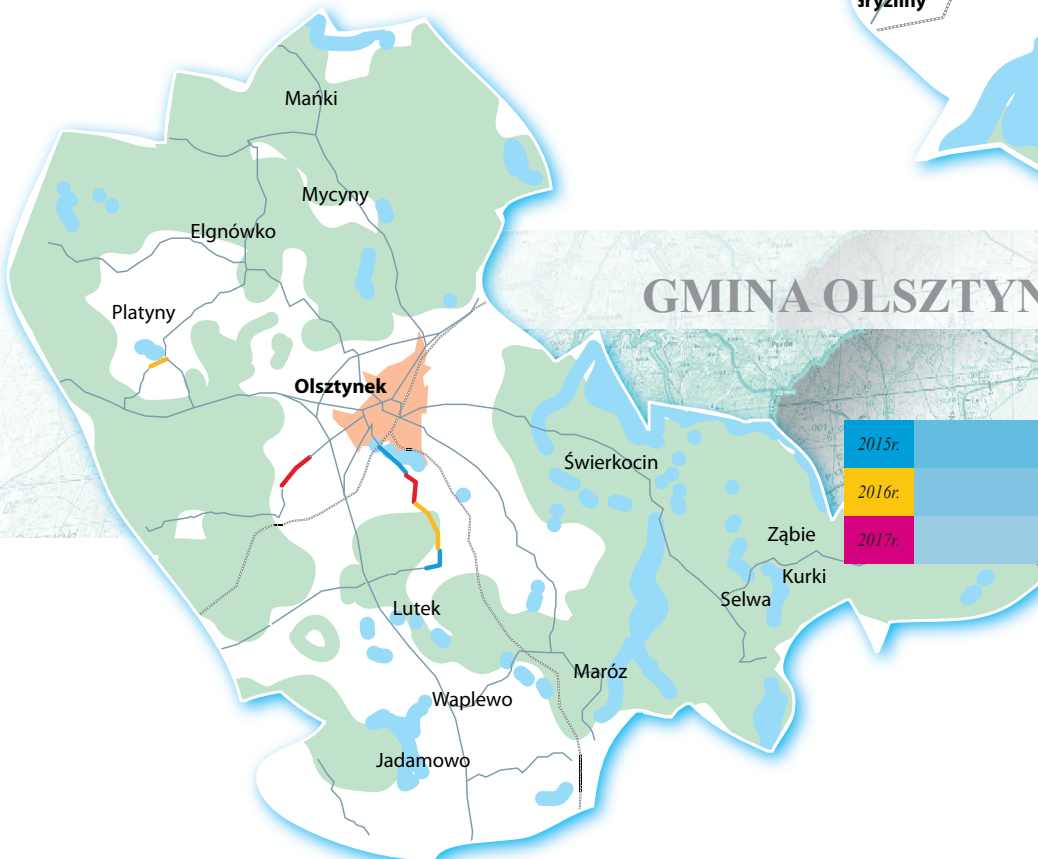 Mańki
Mycyny
Elgnówko
Platyny
GMINA OLSZTYN
Olsztynek
Świerkocin
2015r.
2016r.
2017r.
Ząbie
Kurki
Selwa
Lutek
Maróz
Waplewo
Jadamowo